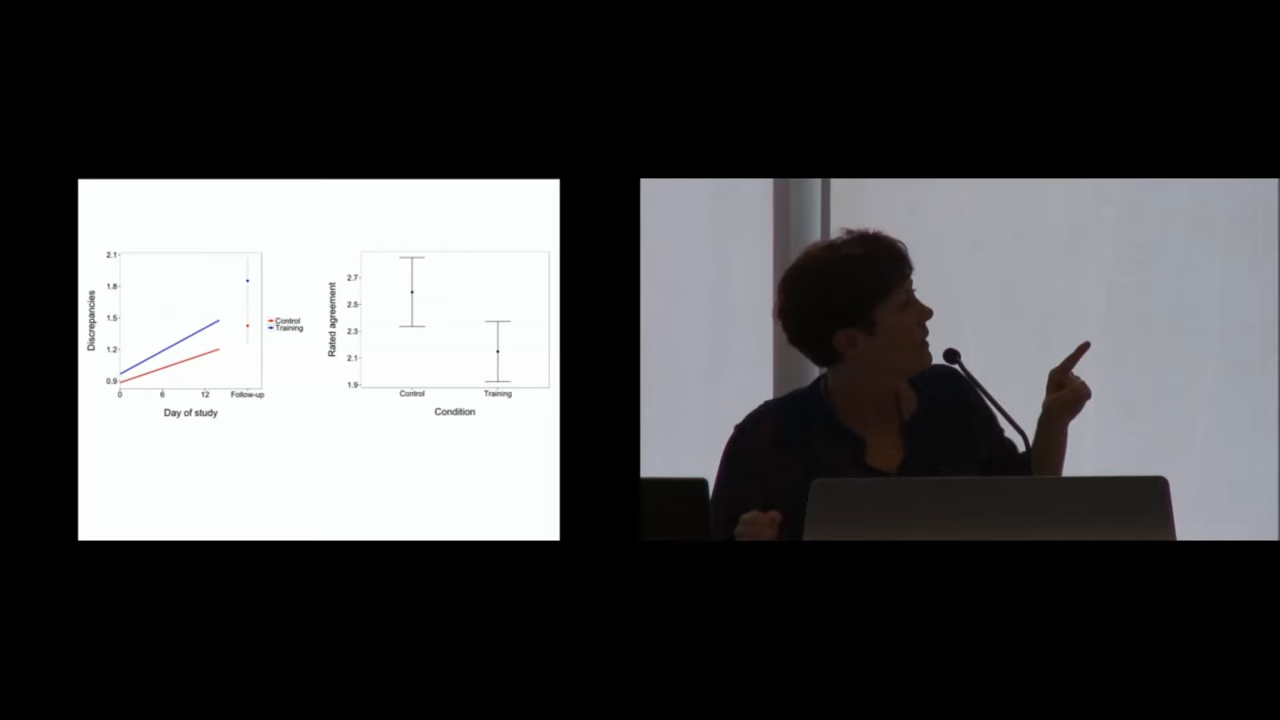 2.1
1.8
1.5
1.2
0.9
Discrepancies
0 6 12 Follow-up
Day of study
Control
Training
2.7
2.5
2.3
2.1
1.9
Rated agreement
Control Training
Condition